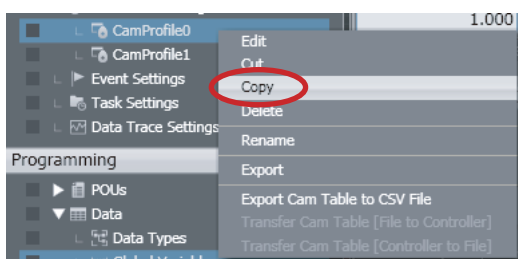 1.000
CamProfile0
CamProfile1
Event Settings
Task Settings
Data Trace Settings
Edit
Cut
Copy
Delete
Rename
Export
Export Cam Table to CSV File
Transfer Cam Table [File to Controller]
Transfer Cam Table [Controller to File]
Programming
POUs
Data
Data Types